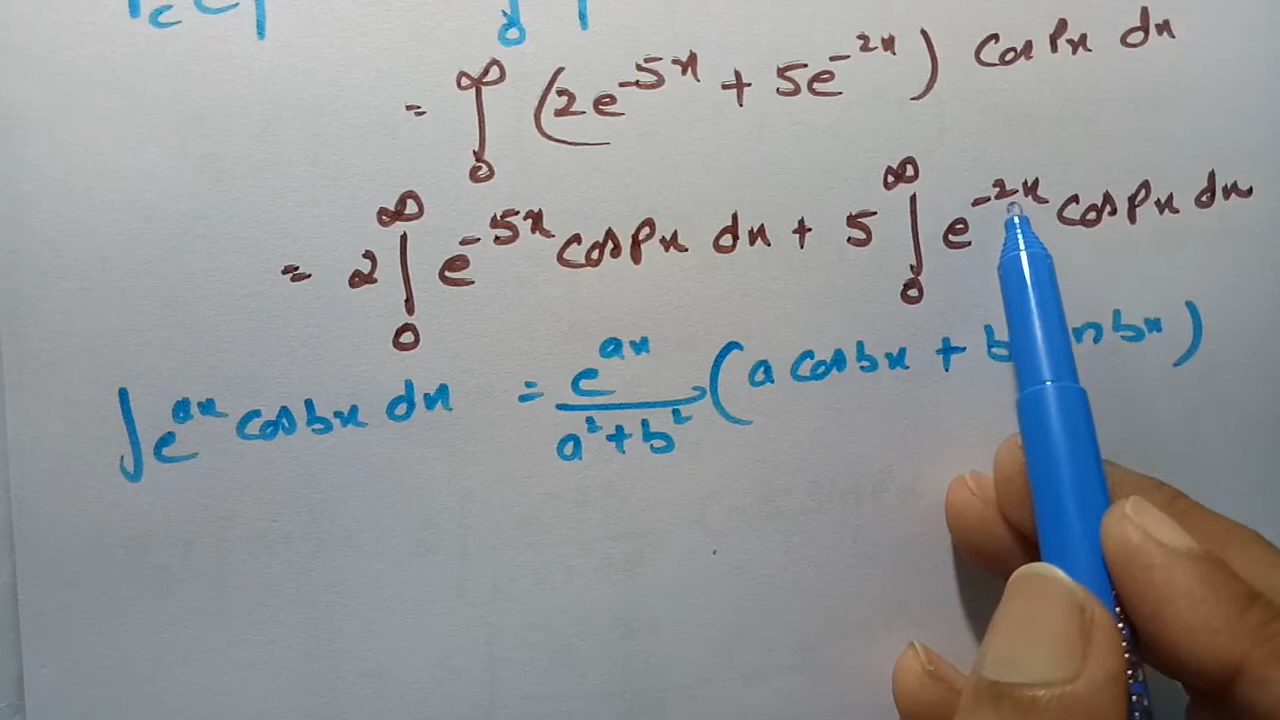 = ∫₀^∞ (2e^{-5x} + 5e^{-2x}) cos Px dx
= 2 ∫₀^∞ e^{-5x} cos Px dx + 5 ∫₀^∞ e^{-2x} cos Px dx
∫ e^{ax} cos bx dx = e^{ax}/(a²+b²) (a cos bx + b n bx)